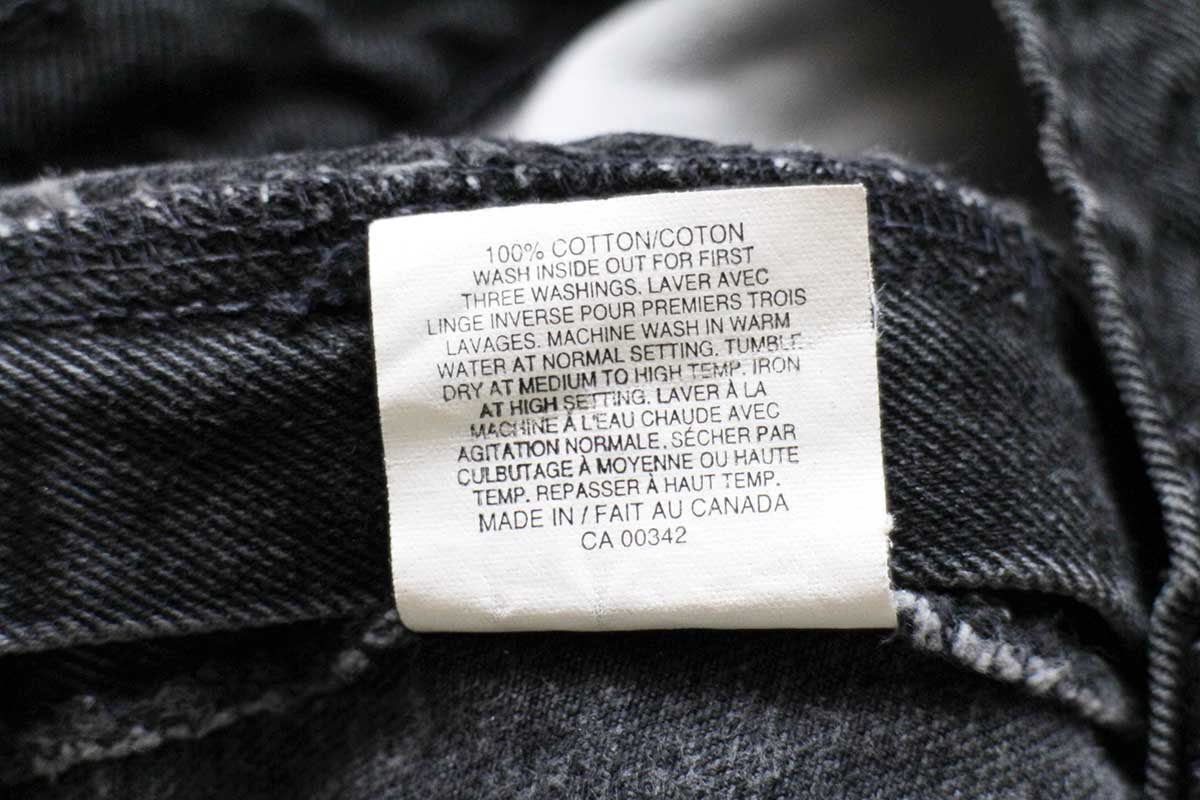 100% COTTON/COTON
WASH INSIDE OUT FOR FIRST
THREE WASHINGS. LAVER AVEC
LINGE INVERSE POUR PREMIERS TROIS
LAVAGES. MACHINE WASH IN WARM
WATER AT NORMAL SETTING. TUMBLE
DRY AT MEDIUM TO HIGH TEMP. IRON
AT HIGH SETTING. LAVER À LA
MACHINE À L'EAU CHAUDE AVEC
AGITATION NORMALE. SÉCHER PAR
CULBUTAGE À MOYENNE OU HAUTE
TEMP. REPASSER À HAUT TEMP.
MADE IN / FAIT AU CANADA
CA 00342